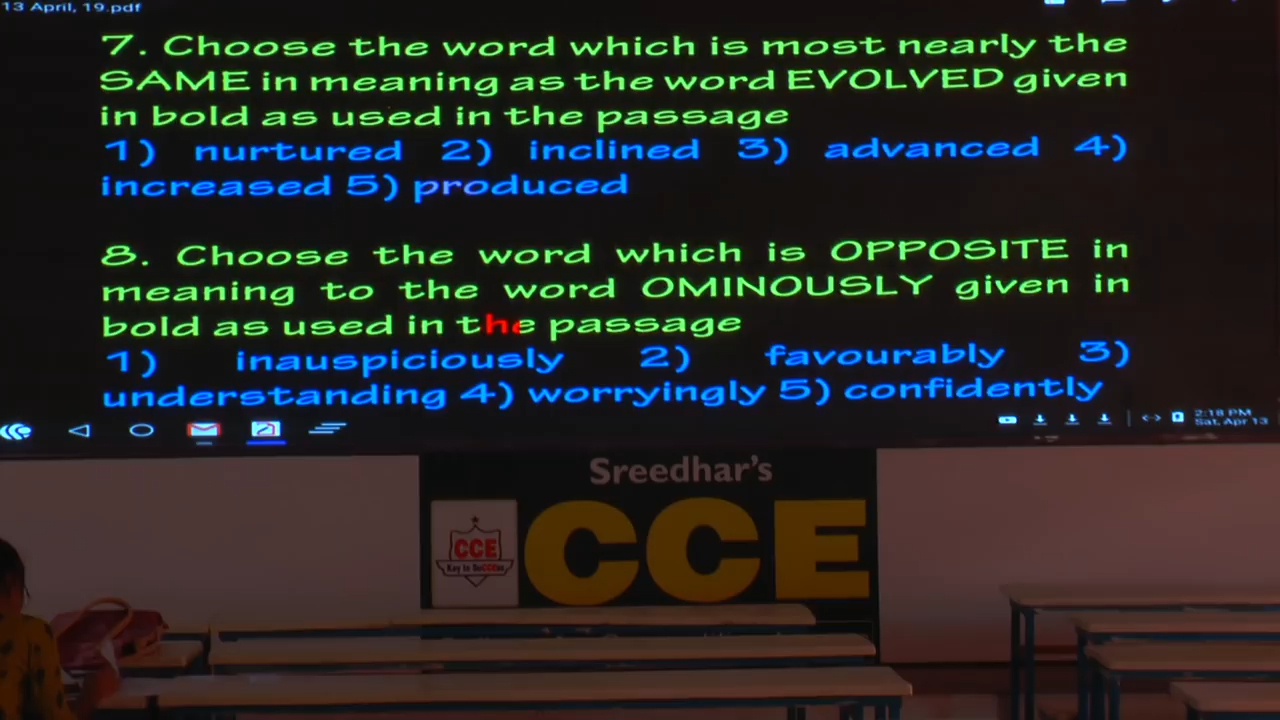 13 April, 19.pdf
7. Choose the word which is most nearly the
SAME in meaning as the word EVOLVED given
in bold as used in the passage
1) nurtured 2) inclined 3) advanced 4)
increased 5) produced
8. Choose the word which is OPPOSITE in
meaning to the word OMINOUSLY given in
bold as used in the passage
1) inauspiciously 2) favourably 3)
understanding 4) worryingly 5) confidently
2:18 PM
Sat, Apr 13
Sreedhar's
CCE
CCE
Key to SuCCEss